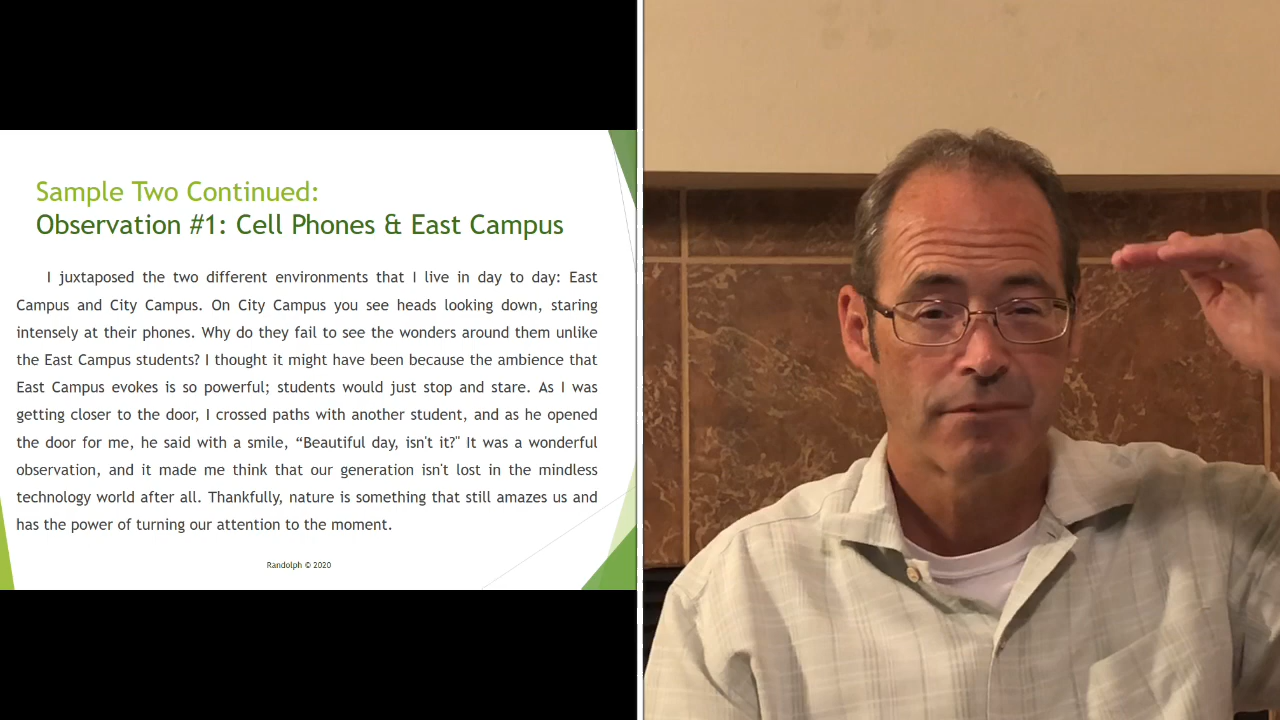 Sample Two Continued:
Observation #1: Cell Phones & East Campus
I juxtaposed the two different environments that I live in day to day: East
Campus and City Campus. On City Campus you see heads looking down, staring
intensely at their phones. Why do they fail to see the wonders around them unlike
the East Campus students? I thought it might have been because the ambience that
East Campus evokes is so powerful; students would just stop and stare. As I was
getting closer to the door, I crossed paths with another student, and as he opened
the door for me, he said with a smile, “Beautiful day, isn't it?" It was a wonderful
observation, and it made me think that our generation isn't lost in the mindless
technology world after all. Thankfully, nature is something that still amazes us and
has the power of turning our attention to the moment.
Randolph © 2020